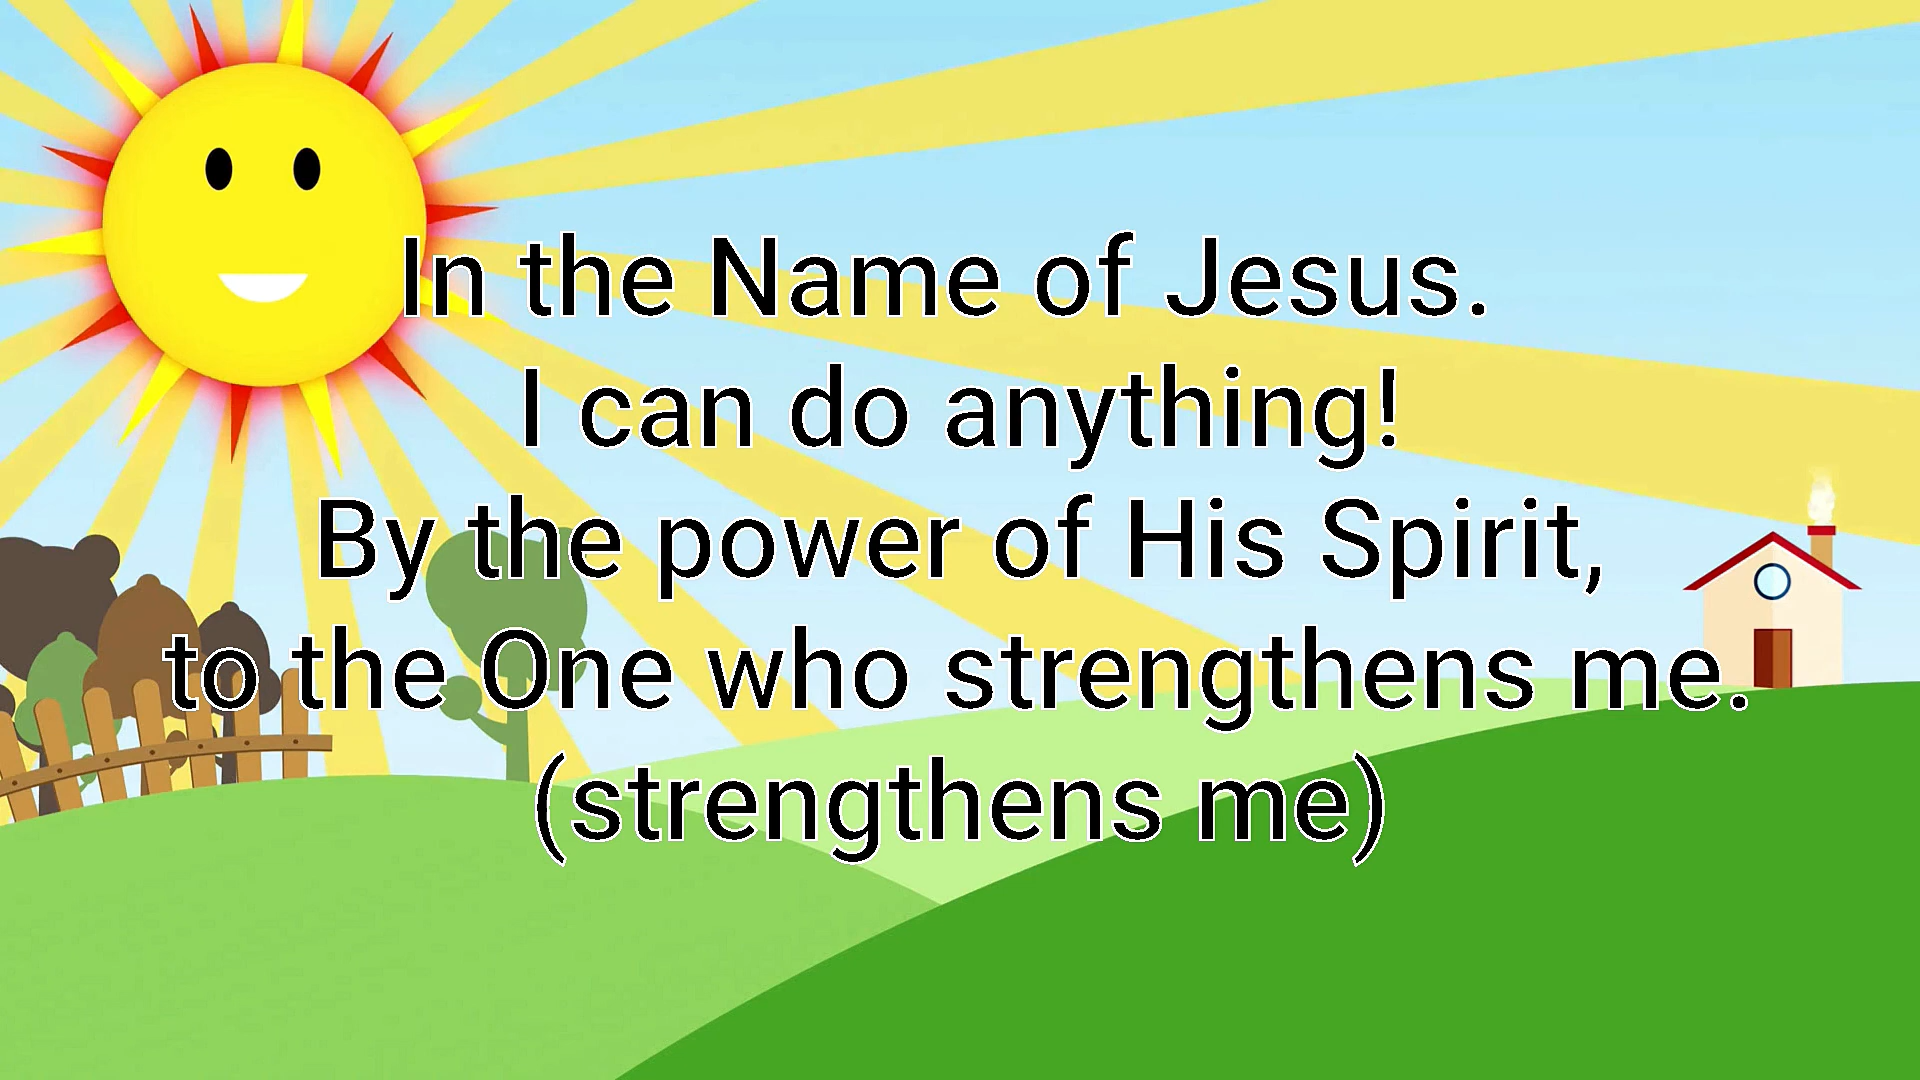 In the Name of Jesus.
I can do anything!
By the power of His Spirit,
to the One who strengthens me.
(strengthens me)